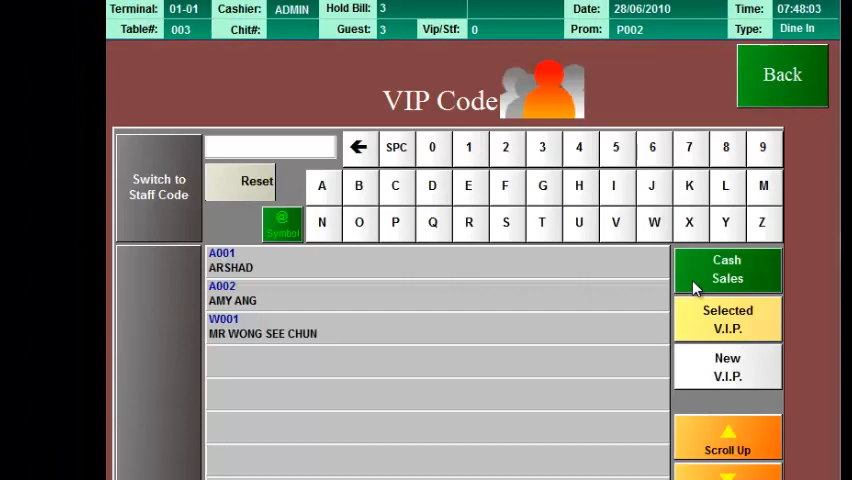 Terminal: 01-01 Cashier: ADMIN Hold Bill: 3 Date: 28/06/2010 Time: 07:48:03
Table#: 003 Chit#: Guest: 3 Vip/Stf: 0 Prom: P002 Type: Dine In
VIP Code
Back
Switch to
Staff Code
SPC 0 1 2 3 4 5 6 7 8 9
Reset
A B C D E F G H I J K L M
@
Symbol
N O P Q R S T U V W X Y Z
A001
ARSHAD
A002
AMY ANG
W001
MR WONG SEE CHUN
Cash
Sales
Selected
V.I.P.
New
V.I.P.
Scroll Up